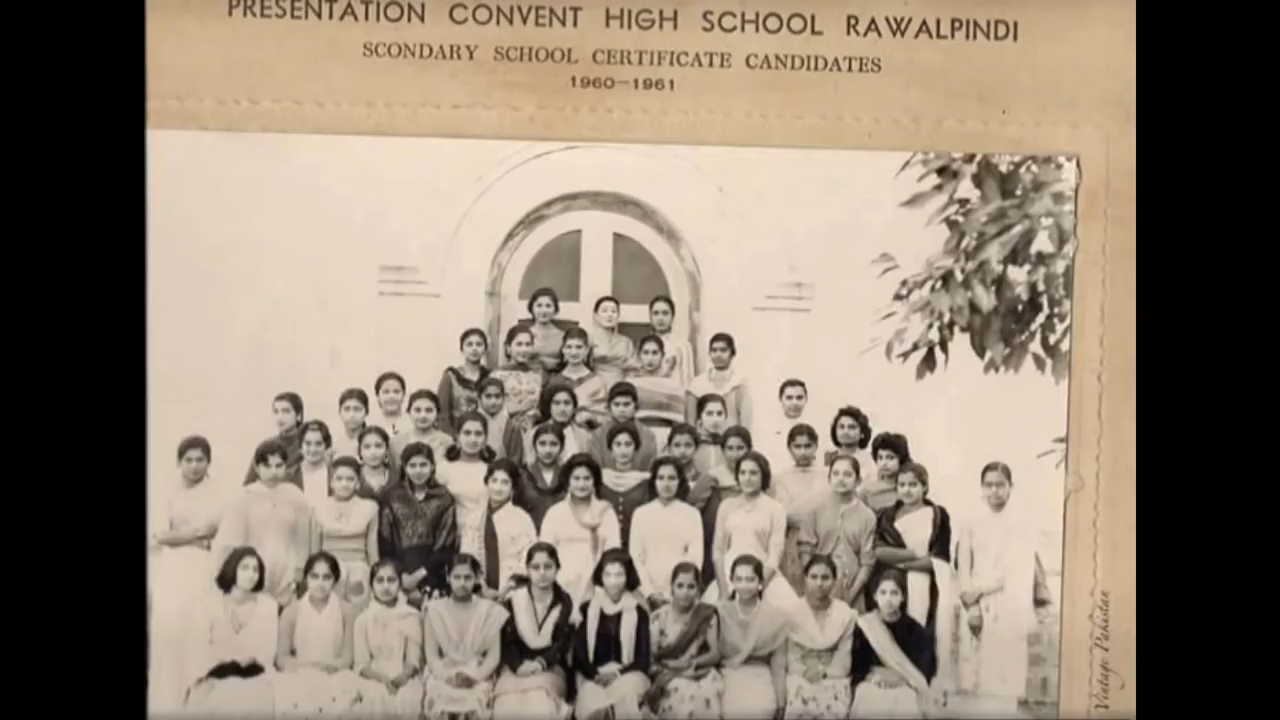 PRESENTATION CONVENT HIGH SCHOOL RAWALPINDI
SCONDARY SCHOOL CERTIFICATE CANDIDATES
1960-1961
Vintage Pakistan